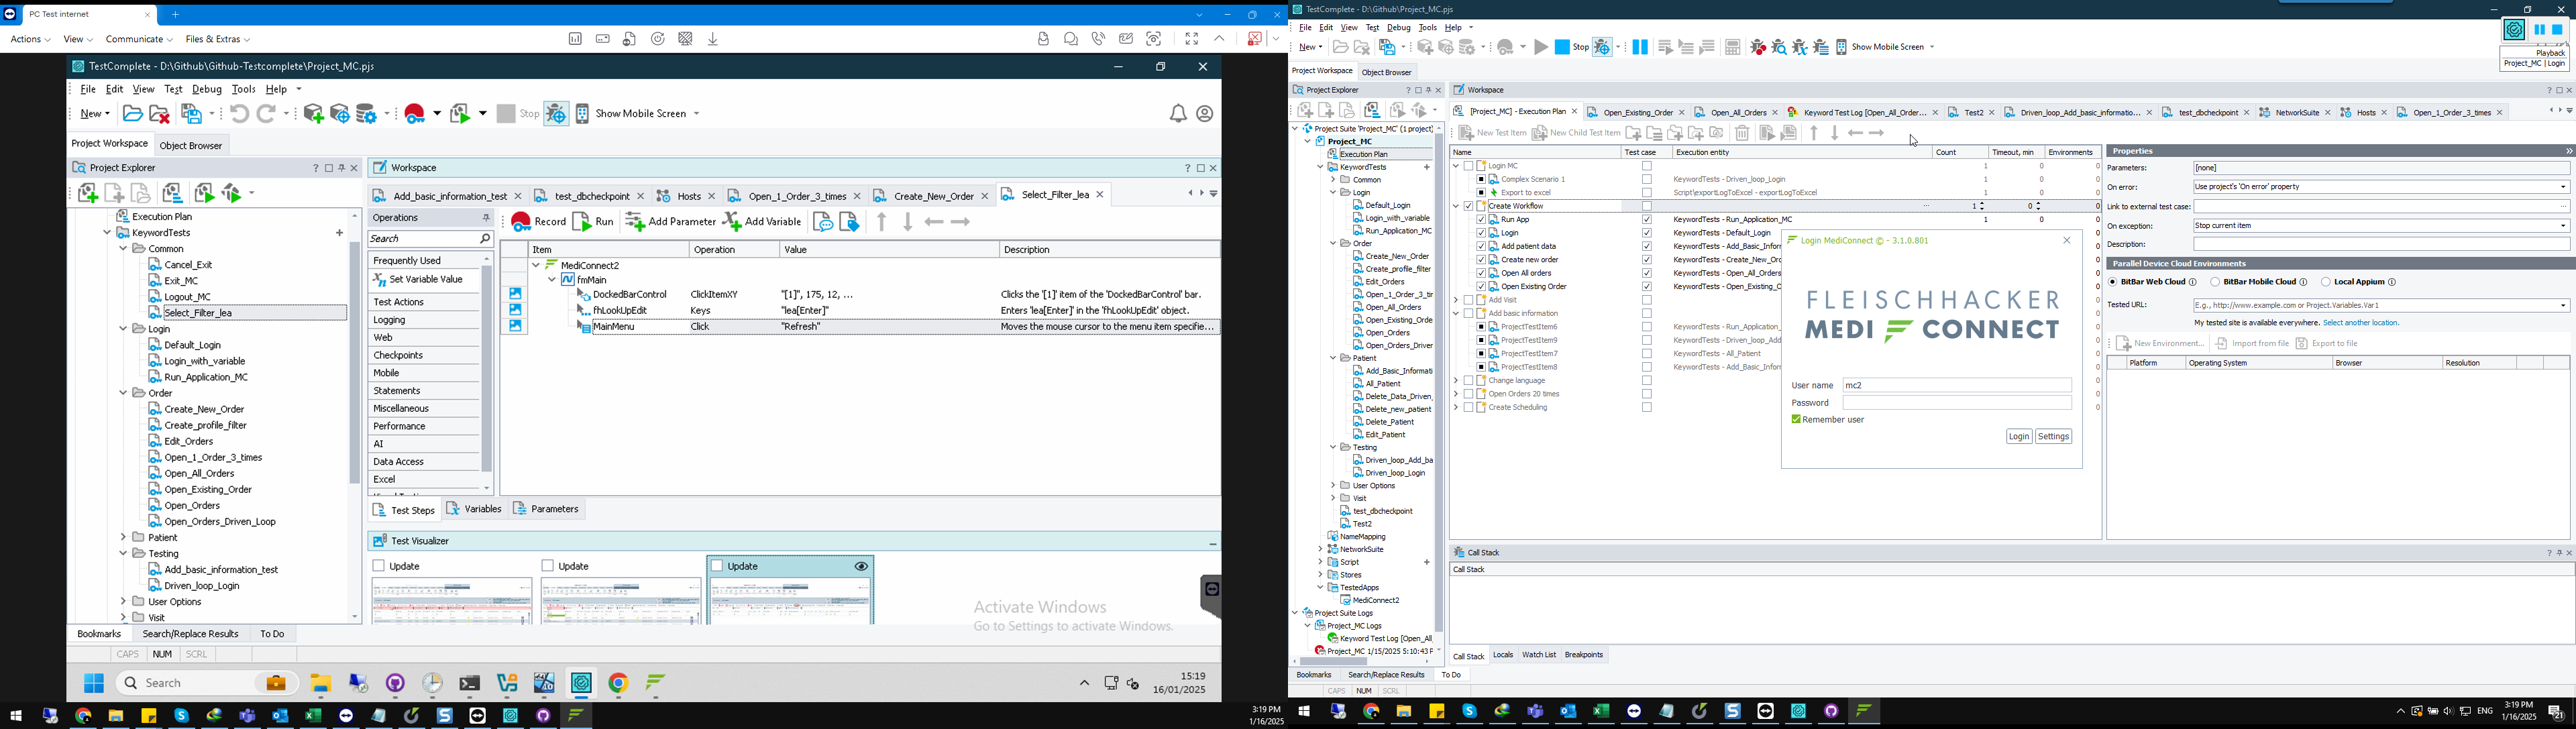 PC Test internet
Actions View Communicate Files & Extras
TestComplete - D:\Github\Github-Testcomplete\Project_MC.pjs
File Edit View Test Debug Tools Help
New Stop Show Mobile Screen
Project Workspace Object Browser
Project Explorer
Execution Plan
KeywordTests
Common
Cancel_Exit
Exit_MC
Logout_MC
Select_Filter_lea
Login
Default_Login
Login_with_variable
Run_Application_MC
Order
Create_New_Order
Create_profile_filter
Edit_Orders
Open_1_Order_3_times
Open_All_Orders
Open_Existing_Order
Open_Orders
Open_Orders_Driven_Loop
Patient
Testing
Add_basic_information_test
Driven_loop_Login
User Options
Visit
Bookmarks Search/Replace Results To Do
CAPS NUM SCRL
Workspace
Add_basic_information_test test_dbcheckpoint Hosts Open_1_Order_3_times Create_New_Order Select_Filter_lea
Operations
Search
Frequently Used
Set Variable Value
Test Actions
Logging
Web
Checkpoints
Mobile
Statements
Miscellaneous
Performance
AI
Data Access
Excel
Record Run Add Parameter Add Variable
Item Operation Value Description
MediConnect2
fmMain
DockedBarControl ClickItemXY "[1]", 175, 12, ... Clicks the '[1]' item of the 'DockedBarControl' bar.
fhLookUpEdit Keys "lea[Enter]" Enters 'lea[Enter]' in the 'fhLookUpEdit' object.
MainMenu Click "Refresh" Moves the mouse cursor to the menu item specifie...
Test Steps Variables Parameters
Test Visualizer
Update Update Update
Activate Windows
Go to Settings to activate Windows.
Search
15:19
16/01/2025
3:19 PM
1/16/2025
TestComplete - D:\Github\Project_MC.pjs
File Edit View Test Debug Tools Help
New Stop Show Mobile Screen
Playback
Project_MC | Login
Project Workspace Object Browser
Project Explorer
Project Suite 'Project_MC' (1 project)
Project_MC
Execution Plan
KeywordTests
Common
Login
Default_Login
Login_with_variable
Run_Application_MC
Order
Create_New_Order
Create_profile_filter
Edit_Orders
Open_1_Order_3_tir
Open_All_Orders
Open_Existing_Orde
Open_Orders
Open_Orders_Driver
Patient
Add_Basic_Informati
All_Patient
Delete_Data_Driven_
Delete_new_patient
Delete_Patient
Edit_Patient
Testing
Driven_loop_Add_ba
Driven_loop_Login
User Options
Visit
test_dbcheckpoint
Test2
NameMapping
NetworkSuite
Script
Stores
TestedApps
MediConnect2
Project Suite Logs
Project_MC Logs
Keyword Test Log [Open_All_
Project_MC 1/15/2025 5:10:43 F
Bookmarks Search/Replace Results To Do
CAPS NUM SCRL
Workspace
[Project_MC] - Execution Plan Open_Existing_Order Open_All_Orders Keyword Test Log [Open_All_Order... Test2 Driven_loop_Add_basic_informatio... test_dbcheckpoint NetworkSuite Hosts Open_1_Order_3_times
New Test Item New Child Test Item
Name Test case Execution entity Count Timeout, min Environments
Login MC 1 0 0
Complex Scenario 1 KeywordTests - Driven_loop_Login 1 0 0
Export to excel Script\exportLogToExcel - exportLogToExcel 1 0 0
Create Workflow ... 1 0 0
Run App KeywordTests - Run_Application_MC 1 0 0
Login KeywordTests - Default_Login
Add patient data KeywordTests - Add_Basic_Infor
Create new order KeywordTests - Create_New_Orc
Open All orders KeywordTests - Open_All_Orders
Open Existing Order KeywordTests - Open_Existing_O
Add Visit
Add basic information
ProjectTestItem6 KeywordTests - Run_Application_
ProjectTestItem9 KeywordTests - Driven_loop_Add
ProjectTestItem7 KeywordTests - All_Patient
ProjectTestItem8 KeywordTests - Add_Basic_Infor
Change language
Open Orders 20 times
Create Scheduling
Login MediConnect © - 3.1.0.801
FLEISCHHACKER
MEDI CONNECT
User name mc2
Password
Remember user
Login Settings
Properties
Parameters: [none]
On error: Use project's 'On error' property
Link to external test case:
On exception: Stop current item
Description:
Parallel Device Cloud Environments
BitBar Web Cloud BitBar Mobile Cloud Local Appium
Tested URL: E.g., http://www.example.com or Project.Variables.Var1
My tested site is available everywhere. Select another location.
New Environment... Import from file Export to file
Platform Operating System Browser Resolution
Call Stack
Call Stack
Call Stack Locals Watch List Breakpoints
ENG
3:19 PM
1/16/2025
21